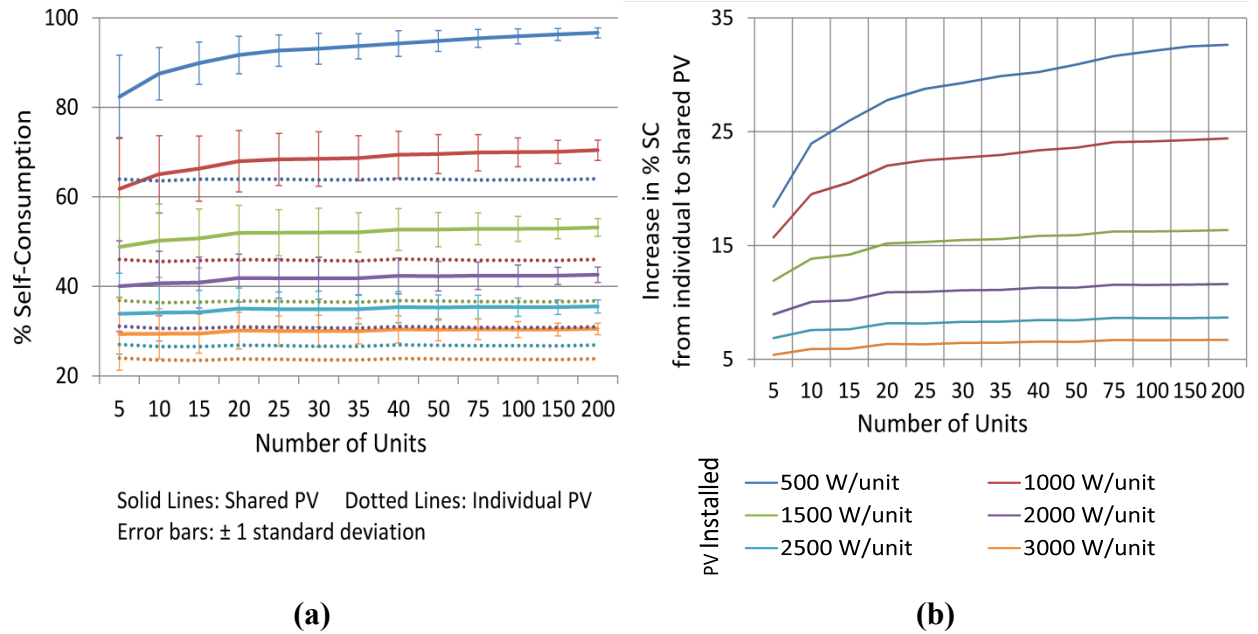 % Self-Consumption
100
80
60
40
20
5 10 15 20 25 30 35 40 50 75 100 150 200
Number of Units
Solid Lines: Shared PV Dotted Lines: Individual PV
Error bars: ± 1 standard deviation
(a)
Increase in % SC
from individual to shared PV
35
25
15
5
5 10 15 20 25 30 35 40 50 75 100 150 200
Number of Units
PV Installed
500 W/unit 1000 W/unit
1500 W/unit 2000 W/unit
2500 W/unit 3000 W/unit
(b)